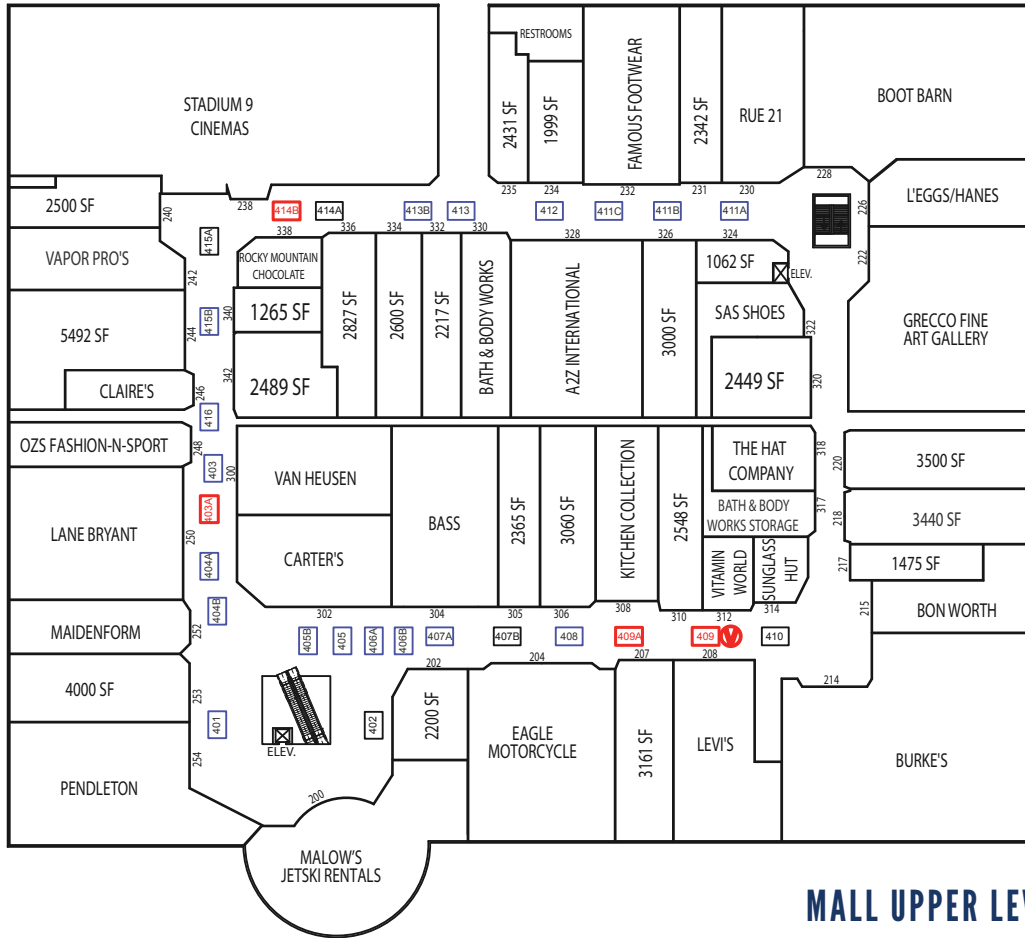 RESTROOMS
STADIUM 9
CINEMAS
2431 SF
1999 SF
FAMOUS FOOTWEAR
2342 SF
RUE 21
BOOT BARN
235
234
232
231
230
228
2500 SF
240
238
414B
414A
413B
413
412
411C
411B
411A
226
L'EGGS/HANES
338
336
334
332
330
328
326
324
415A
VAPOR PRO'S
242
222
ROCKY MOUNTAIN
CHOCOLATE
1062 SF
ELEV.
340
1265 SF
2827 SF
2600 SF
2217 SF
BATH & BODY WORKS
A2Z INTERNATIONAL
3000 SF
SAS SHOES
322
GRECCO FINE
ART GALLERY
5492 SF
244
415B
342
2489 SF
2449 SF
320
CLAIRE'S
246
416
OZS FASHION-N-SPORT
248
403
300
VAN HEUSEN
BASS
2365 SF
3060 SF
KITCHEN COLLECTION
2548 SF
THE HAT
COMPANY
318
220
3500 SF
403A
LANE BRYANT
250
BATH & BODY
WORKS STORAGE
317
218
3440 SF
404A
CARTER'S
VITAMIN
WORLD
SUNGLASS
HUT
217
1475 SF
404B
215
BON WORTH
MAIDENFORM
252
302
304
305
306
308
310
312
314
405B
405
406A
406B
407A
407B
408
409A
409
V
410
202
204
207
208
214
4000 SF
253
401
402
2200 SF
EAGLE
MOTORCYCLE
3161 SF
LEVI'S
BURKE'S
ELEV.
254
PENDLETON
200
MALOW'S
JETSKI RENTALS
MALL UPPER LEV